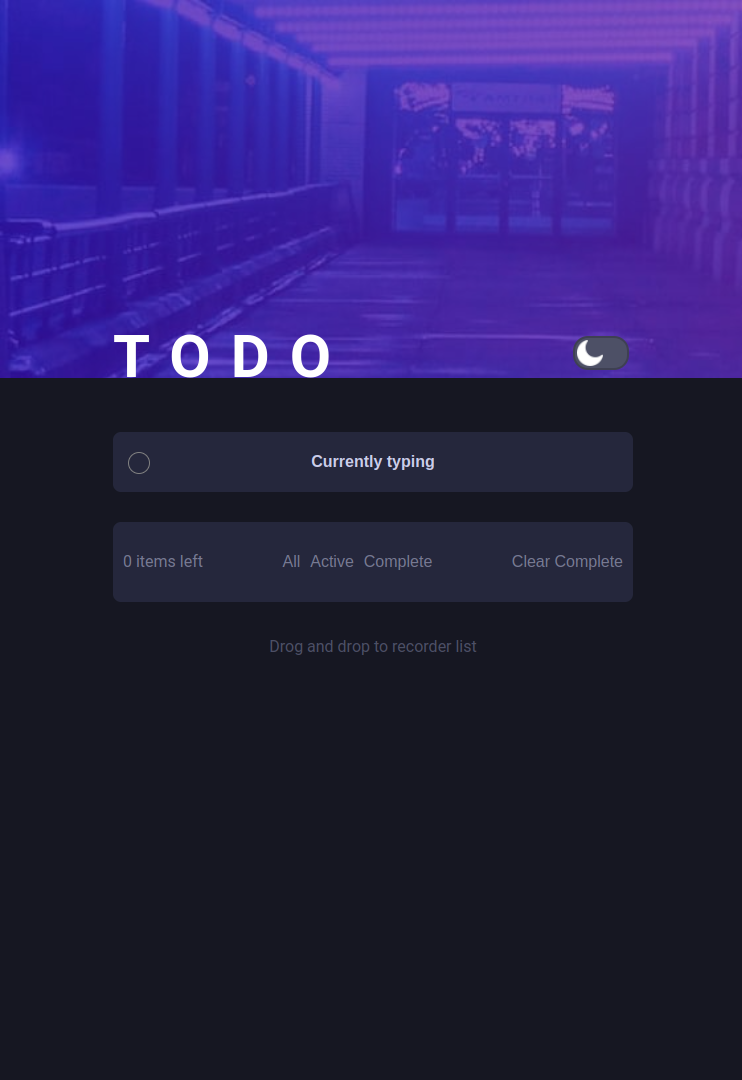 TODO
Currently typing
0 items left All Active Complete Clear Complete
Drog and drop to recorder list